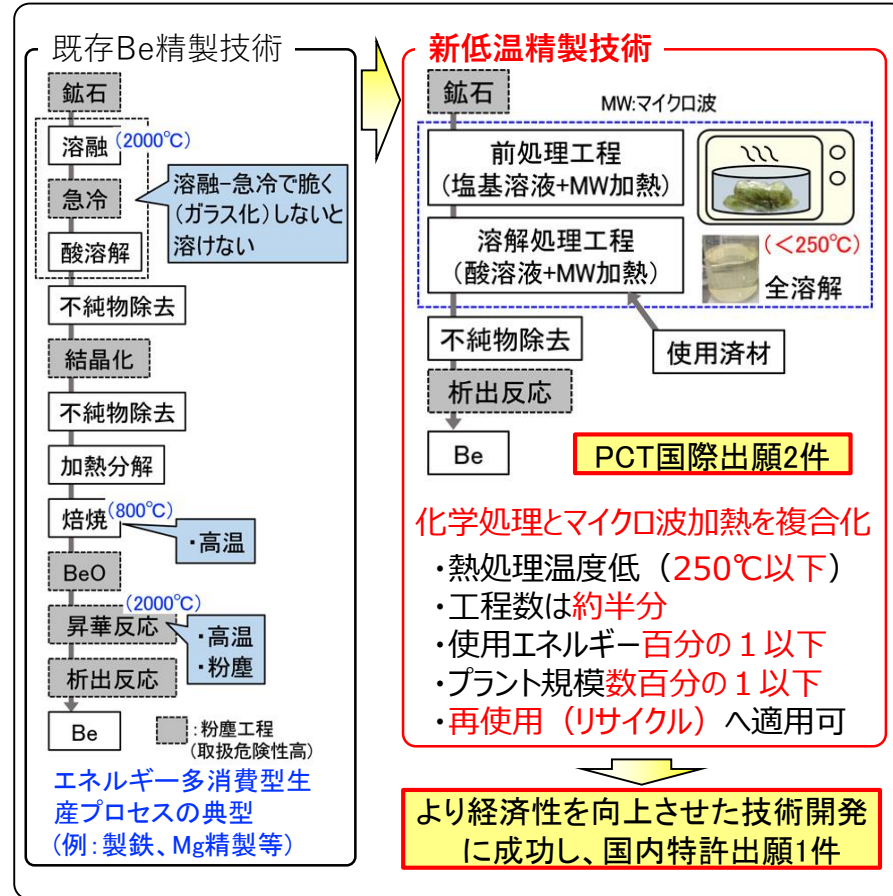 既存Be精製技術
鉱石
溶融
(2000℃)
急冷
酸溶解
溶融-急冷で脆く
(ガラス化)しないと
溶けない
不純物除去
結晶化
不純物除去
加熱分解
焙焼
(800℃)
・高温
BeO
(2000℃)
昇華反応
・高温
・粉塵
析出反応
Be
:粉塵工程
(取扱危険性高)
エネルギー多消費型生
産プロセスの典型
(例:製鉄、Mg精製等)
新低温精製技術
鉱石
MW:マイクロ波
前処理工程
(塩基溶液+MW加熱)
溶解処理工程
(酸溶液+MW加熱)
(<250℃)
全溶解
不純物除去
使用済材
析出反応
Be
PCT国際出願2件
化学処理とマイクロ波加熱を複合化
・熱処理温度低（250℃以下）
・工程数は約半分
・使用エネルギー百分の１以下
・プラント規模数百分の１以下
・再使用（リサイクル）へ適用可
より経済性を向上させた技術開発
に成功し、国内特許出願1件